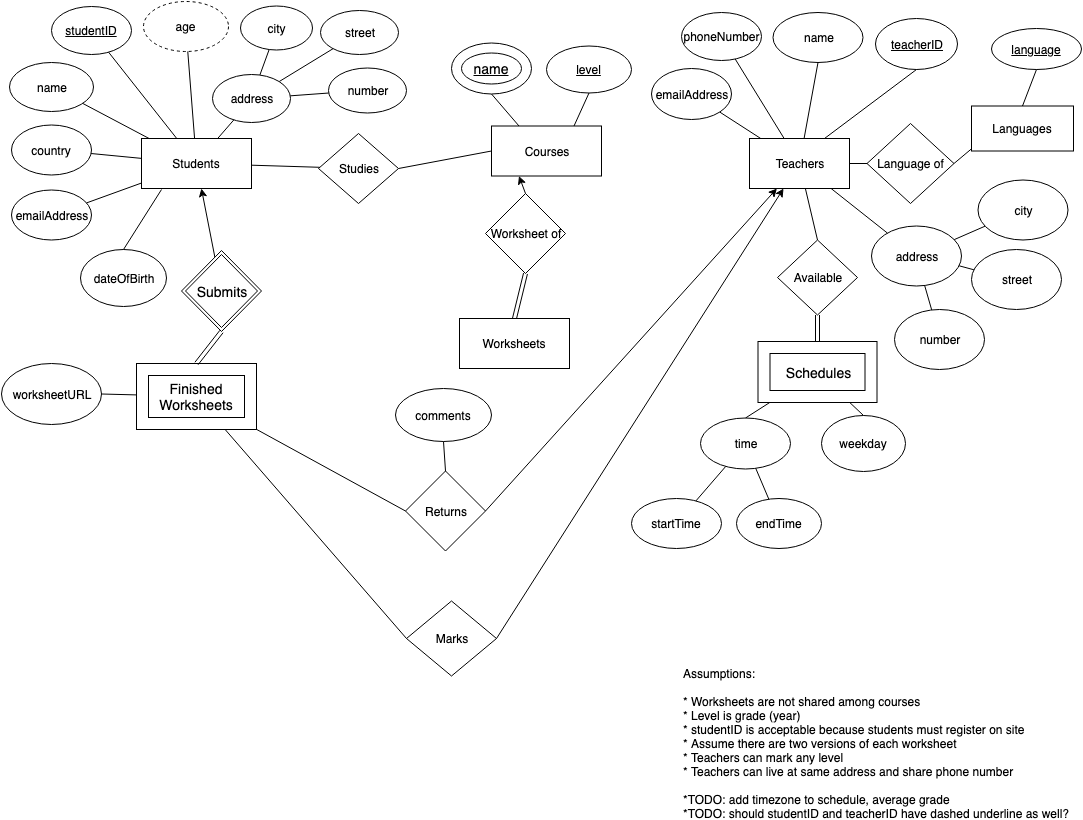 studentID
age
city
street
name
address
number
country
Students
emailAddress
dateOfBirth
Studies
name
level
Courses
phoneNumber
name
teacherID
language
emailAddress
Languages
Teachers
Language of
city
address
street
number
Worksheet of
Available
Submits
Worksheets
Schedules
Finished
Worksheets
worksheetURL
comments
time
weekday
Returns
startTime
endTime
Marks
Assumptions:
* Worksheets are not shared among courses
* Level is grade (year)
* studentID is acceptable because students must register on site
* Assume there are two versions of each worksheet
* Teachers can mark any level
* Teachers can live at same address and share phone number
*TODO: add timezone to schedule, average grade
*TODO: should studentID and teacherID have dashed underline as well?